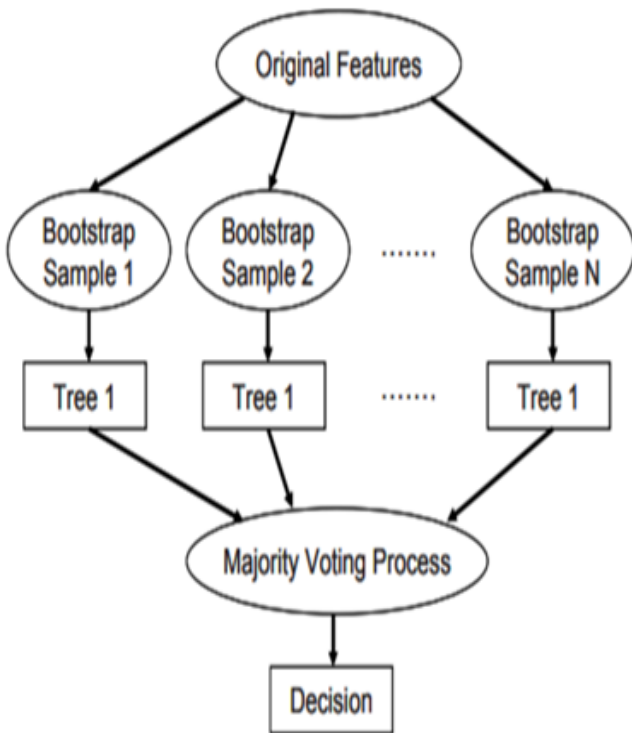 Original Features
Bootstrap
Sample 1
Bootstrap
Sample 2
.......
Bootstrap
Sample N
Tree 1
Tree 1
.......
Tree 1
Majority Voting Process
Decision